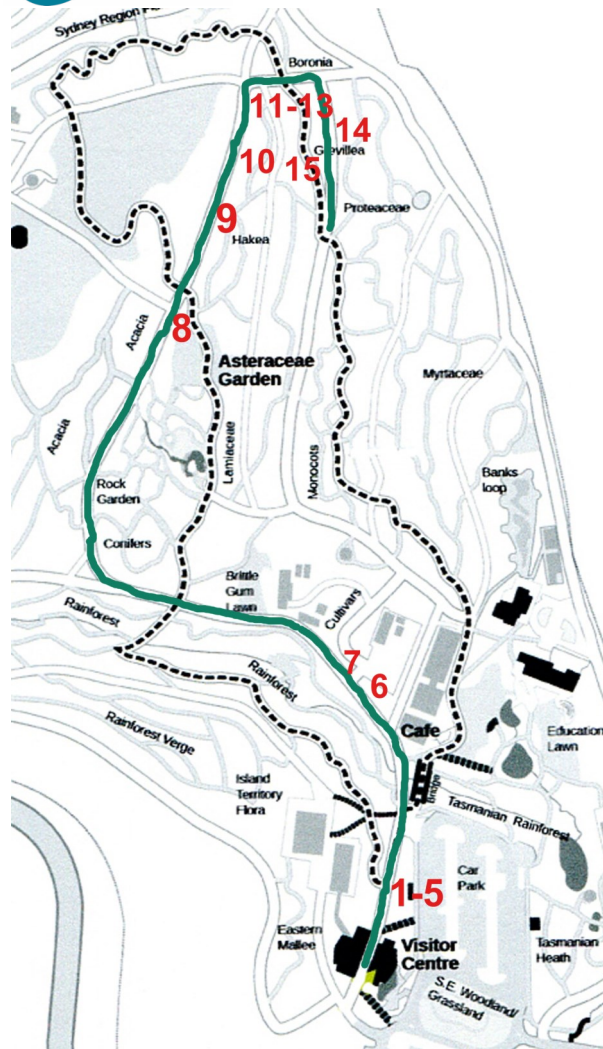 Sydney Region Fl
Boronia
11-13
14
Grevillea
10
15
Proteaceae
9
Hakea
8
Acacia
Asteraceae
Garden
Myrtaceae
Acacia
Lamiaceae
Monocots
Banks
loop
Rock
Garden
Conifers
Brittle
Gum
Lawn
Cultivars
Rainforest
7
6
Rainforest
Cafe
Rainforest Verge
Education
Lawn
Island
Territory
Flora
Bridge
Tasmanian Rainforest
1-5
Car
Park
Eastern
Mallee
Visitor
Centre
Tasmanian
Heath
S.E. Woodland/
Grassland